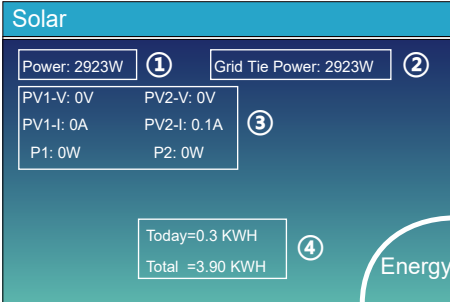 Solar
Power: 2923W ① Grid Tie Power: 2923W ②
PV1-V: 0V PV2-V: 0V
PV1-I: 0A PV2-I: 0.1A ③
P1: 0W P2: 0W
Today=0.3 KWH
④
Total =3.90 KWH
Energy